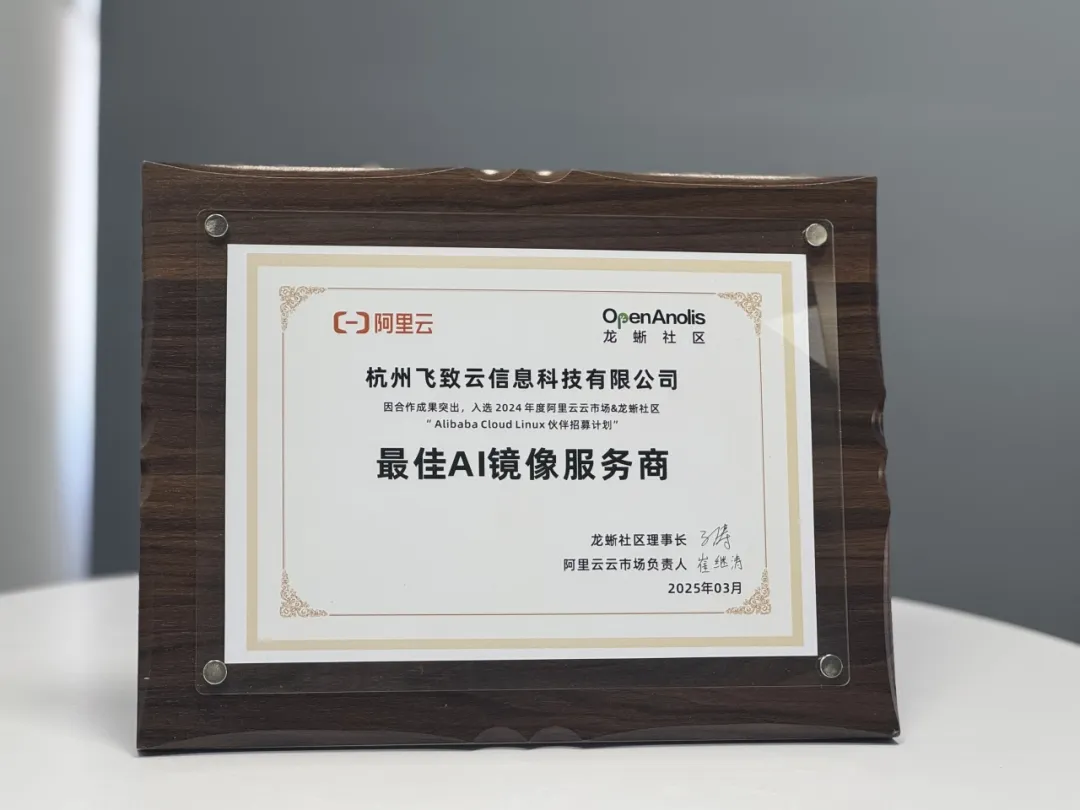 阿里云
OpenAnolis
龙蜥社区
杭州飞致云信息科技有限公司
因合作成果突出，入选 2024 年度阿里云云市场&龙蜥社区
“ Alibaba Cloud Linux 伙伴招募计划”
最佳AI镜像服务商
龙蜥社区理事长
阿里云云市场负责人 崔继清
2025年03月